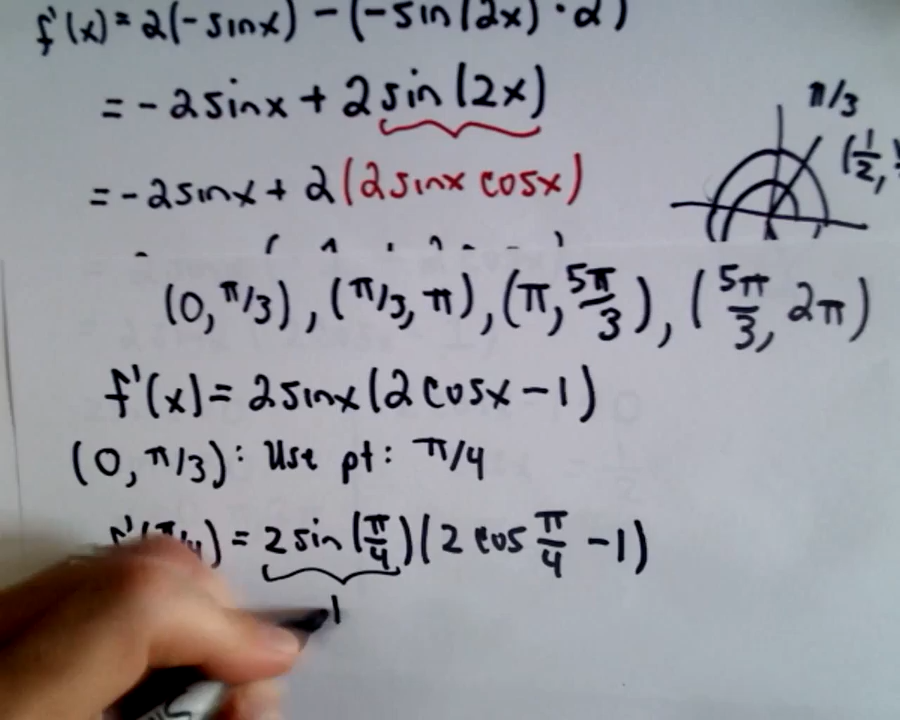 f'(x) = 2(-sinx) - (-sin(2x) · 2)
= -2sinx + 2sin(2x)
π/3
(1/2,
= -2sinx + 2(2sinx cosx)
(0, π/3), (π/3, π), (π, 5π/3), (5π/3, 2π)
f'(x) = 2sinx(2cosx - 1)
(0, π/3): Use pt: π/4
f'(π/4) = 2sin(π/4)(2cos π/4 - 1)